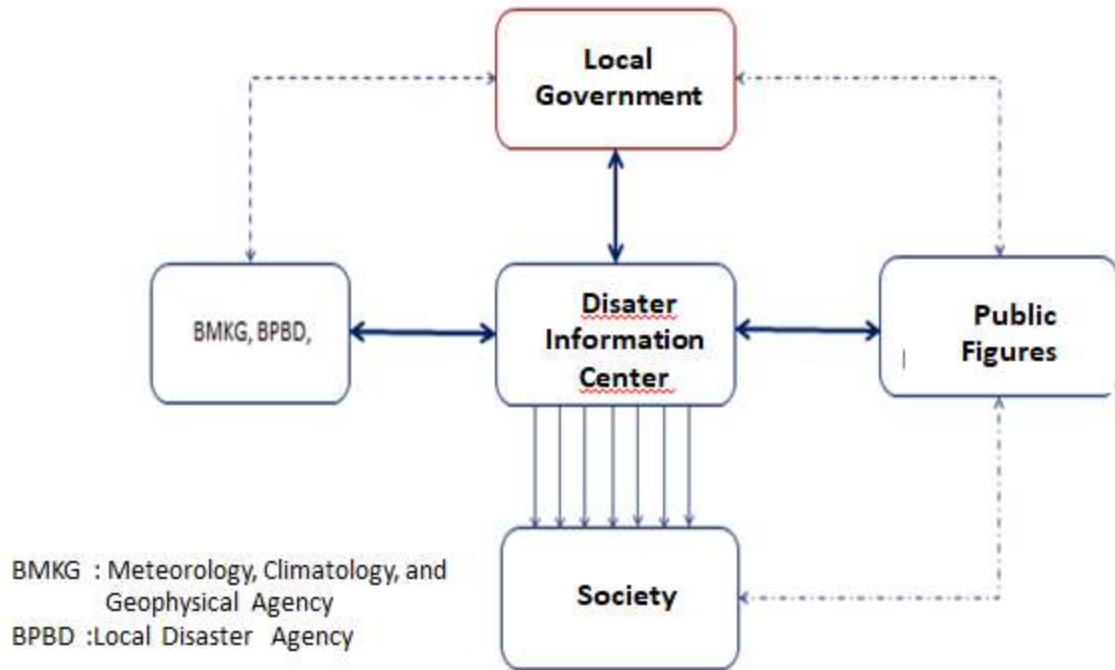 Local
Government
BMKG, BPBD,
Disater
Information
Center
Public
Figures
Society
BMKG : Meteorology, Climatology, and
Geophysical Agency
BPBD :Local Disaster Agency